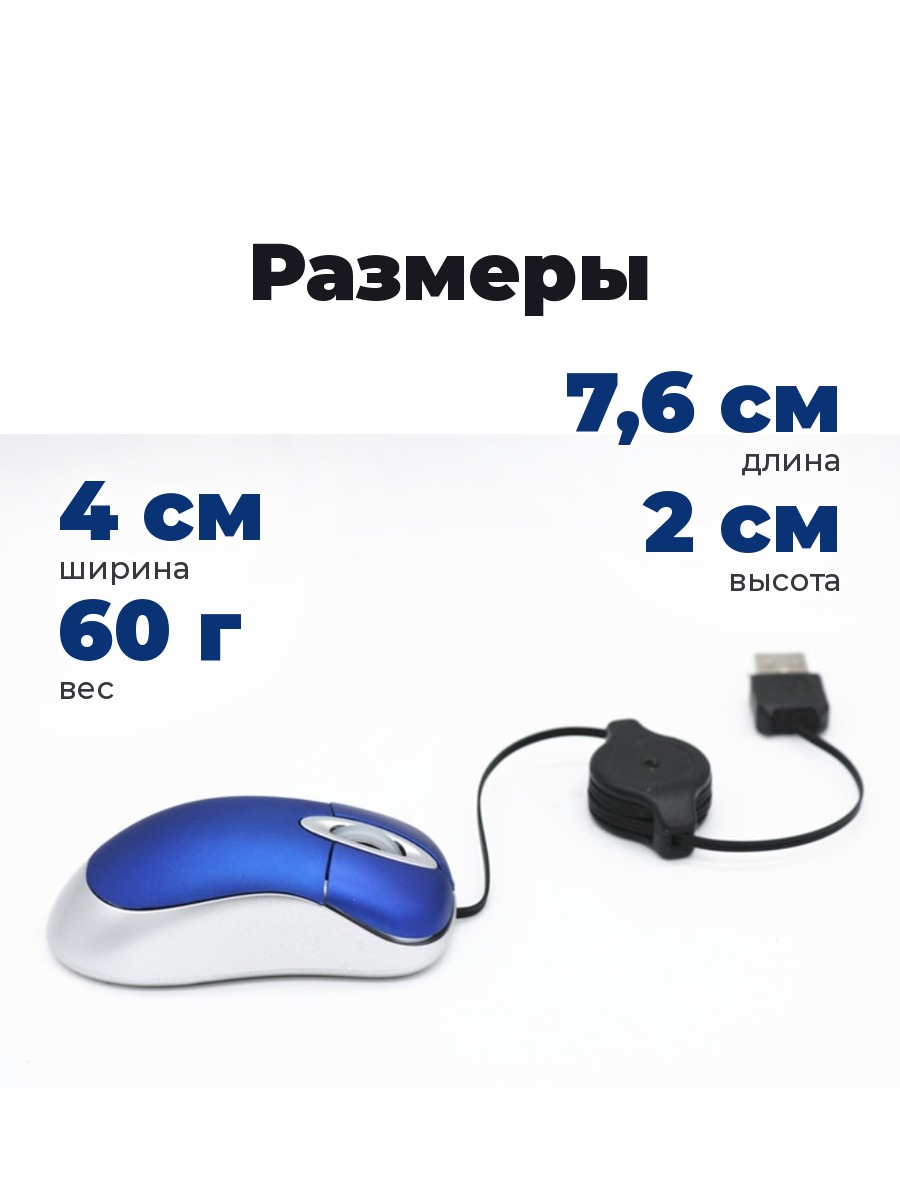 Размеры
7,6 см
длина
4 см
ширина
2 см
высота
60 г
вес